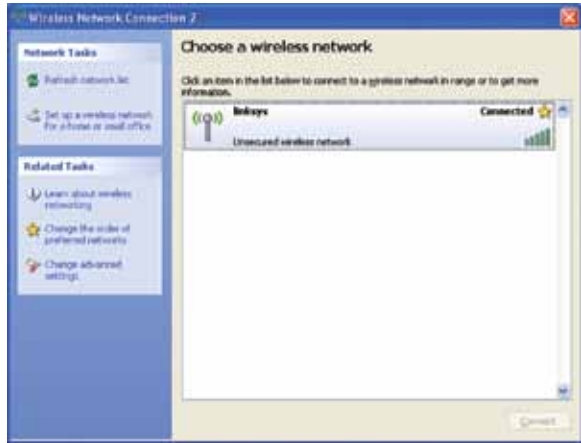 Wireless Network Connection 2
Network Tasks
Refresh network list
Set up a wireless network
for a home or small office
Related Tasks
Learn about wireless
networking
Change the order of
preferred networks
Change advanced
settings
Choose a wireless network
Click an item in the list below to connect to a wireless network in range or to get more
information.
linksys
Connected
Unsecured wireless network
Connect